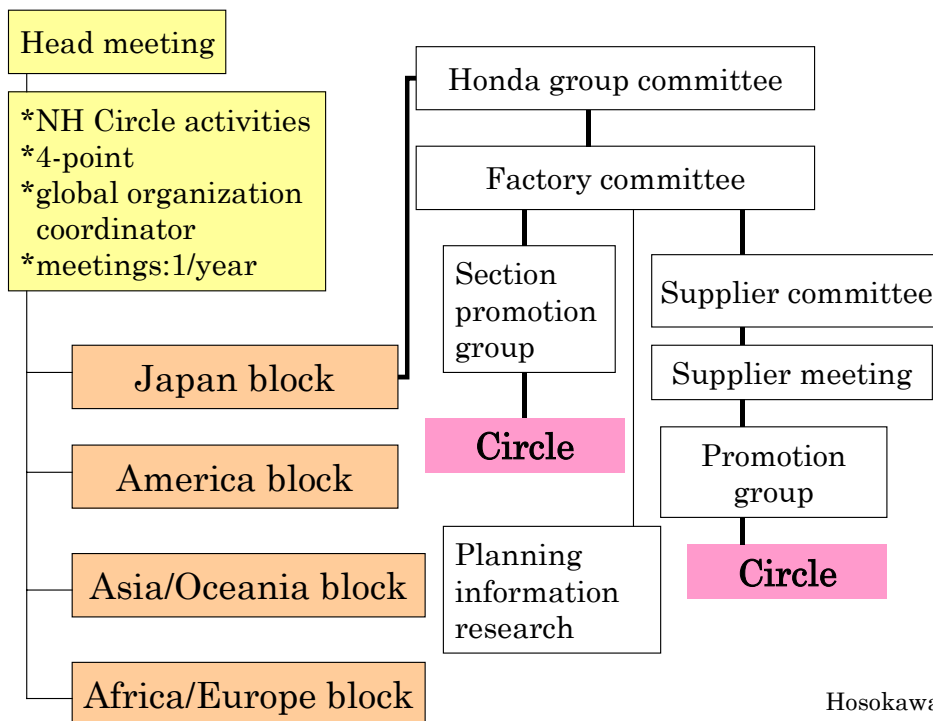 Head meeting
*NH Circle activities
*4-point
*global organization
coordinator
*meetings:1/year
Japan block
America block
Asia/Oceania block
Africa/Europe block
Honda group committee
Factory committee
Section
promotion
group
Circle
Planning
information
research
Supplier committee
Supplier meeting
Promotion
group
Circle
Hosokawa